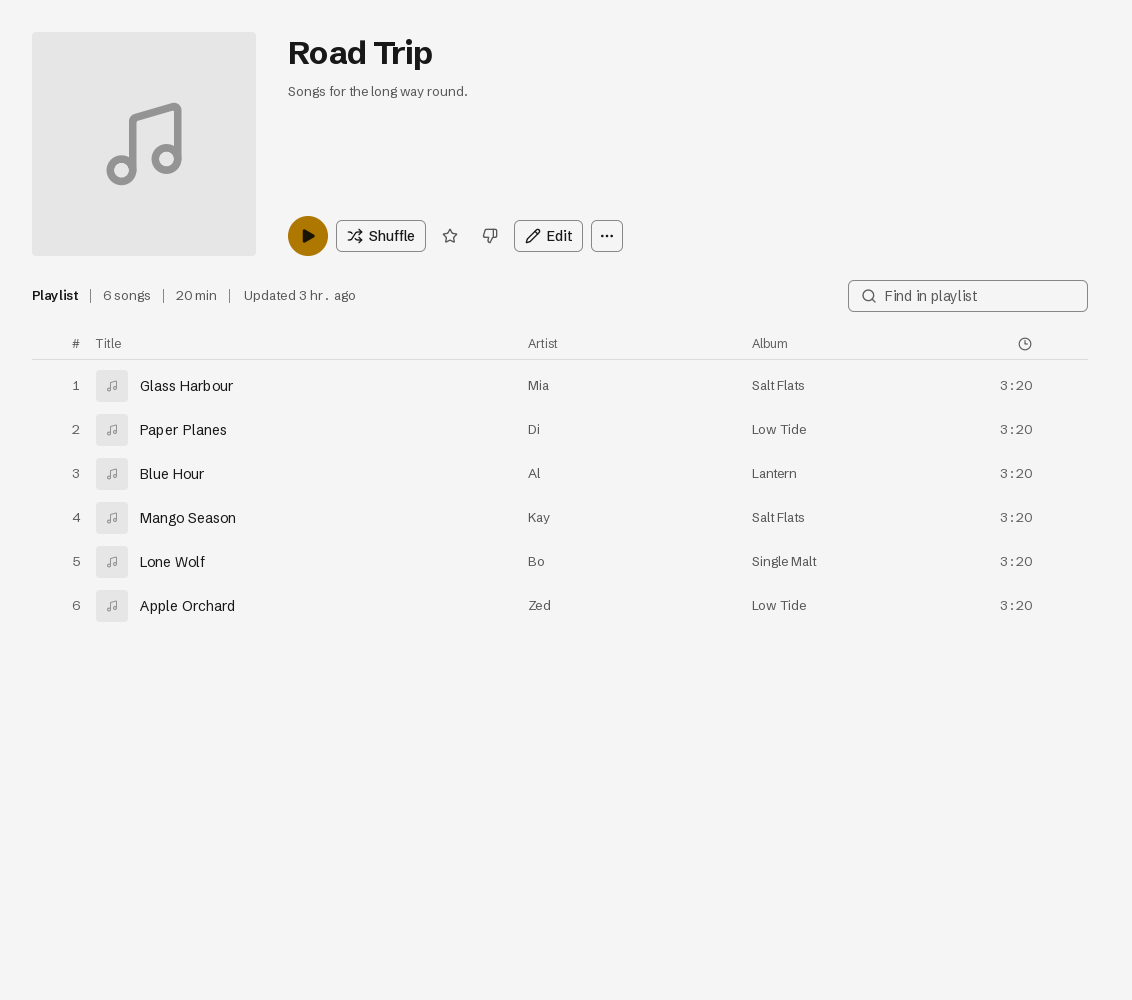 Road Trip
Songs for the long way round.
Shuffle Edit
Playlist 6 songs 20 min Updated 3 hr. ago Find in playlist
# Title Artist Album
1 Glass Harbour Mia Salt Flats 3:20
2 Paper Planes Di Low Tide 3:20
3 Blue Hour Al Lantern 3:20
4 Mango Season Kay Salt Flats 3:20
5 Lone Wolf Bo Single Malt 3:20
6 Apple Orchard Zed Low Tide 3:20